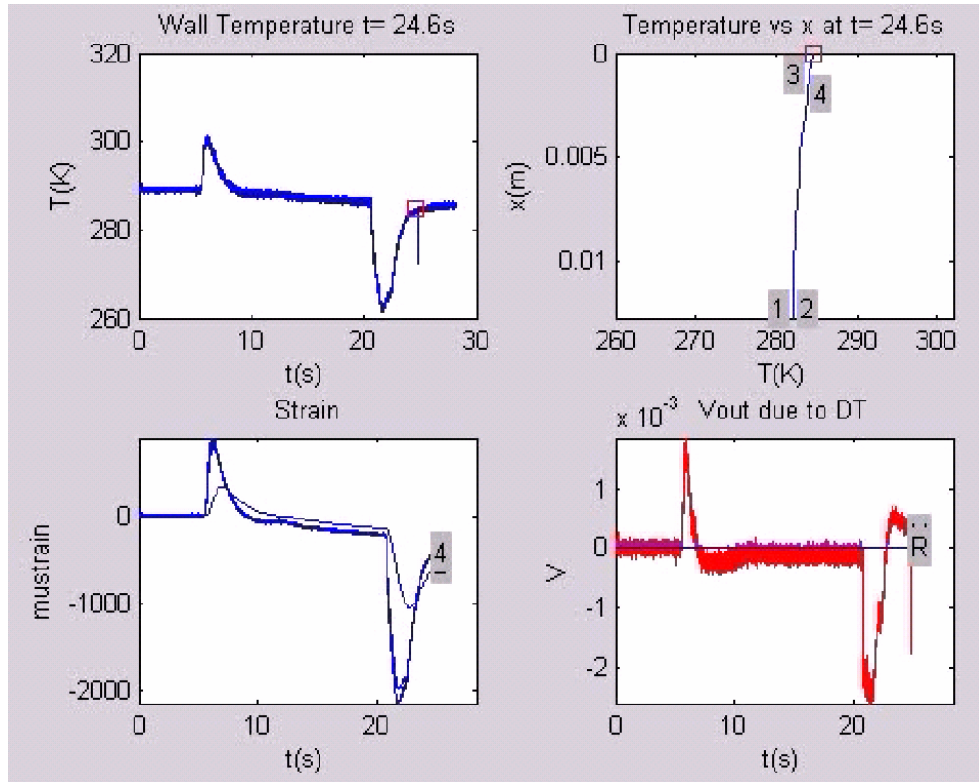 Wall Temperature t= 24.6s
320
300
280
260
T(K)
0
10
20
30
t(s)
Temperature vs x at t= 24.6s
0
0.005
0.01
x(m)
3
4
1
2
260
270
280
290
300
T(K)
Strain
0
-1000
-2000
mustrain
4
0
10
20
t(s)
x 10-3
Vout due to DT
1
0
-1
-2
V
R
0
10
20
t(s)